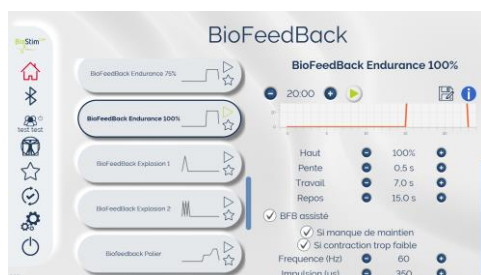 BioStim
BioFeedBack
test test
BioFeedBack Endurance 75%
BioFeedBack Endurance 100%
BioFeedBack Explosion 1
BioFeedBack Explosion 2
Biofeedback Palier
BioFeedBack Endurance 100%
20:00
Haut 100%
Pente 0,5 s
Travail 7,0 s
Repos 15,0 s
BFB assisté
Si manque de maintien
Si contraction trop faible
Frequence (Hz) 60
Impulsion (us) 350